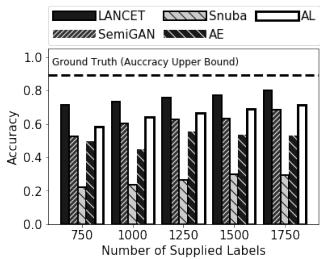 LANCET Snuba AL
SemiGAN AE
Ground Truth (Auccracy Upper Bound)
1.0
0.8
0.6
0.4
0.2
0.0
Accuracy
750 1000 1250 1500 1750
Number of Supplied Labels